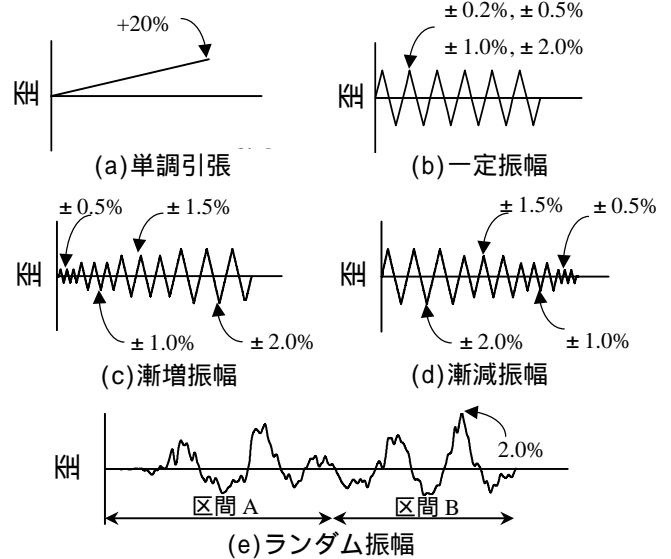 +20%
歪
(a)単調引張
±0.2%, ±0.5%
±1.0%, ±2.0%
歪
(b)一定振幅
±0.5%
±1.5%
歪
±1.0%
±2.0%
(c)漸増振幅
±1.5%
±0.5%
歪
±2.0%
±1.0%
(d)漸減振幅
歪
2.0%
区間 A
区間 B
(e)ランダム振幅